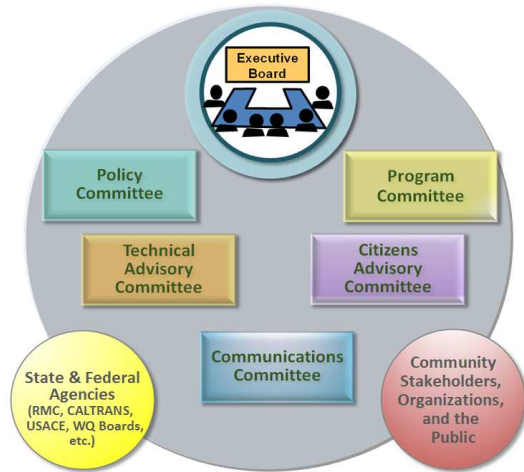 Executive
Board
Policy
Committee
Program
Committee
Technical
Advisory
Committee
Citizens
Advisory
Committee
Communications
Committee
State & Federal
Agencies
(RMC, CALTRANS,
USACE, WQ Boards,
etc.)
Community
Stakeholders,
Organizations,
and the
Public